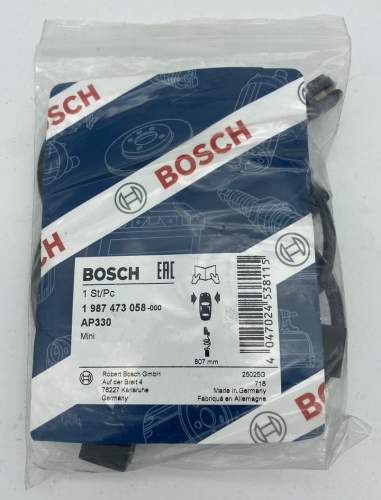 BOSCH
BOSCH
BOSCH
EAC
1 St/Pc
1 987 473 058-000
AP330
Mini
807 mm
4 047024 538115
Robert Bosch GmbH
Auf der Breit 4
76227 Karlsruhe
Germany
25025G
718
Made in Germany
Fabriqué en Allemagne